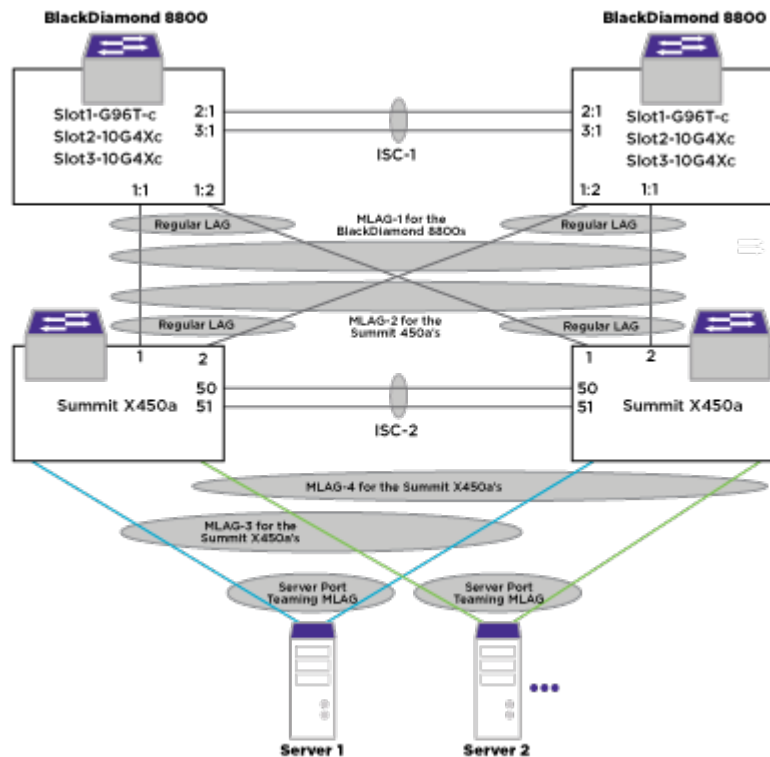 BlackDiamond 8800
BlackDiamond 8800
Slot1-G96T-c
Slot2-10G4Xc
Slot3-10G4Xc
2:1
3:1
1:1
1:2
ISC-1
2:1
3:1
Slot1-G96T-c
Slot2-10G4Xc
Slot3-10G4Xc
1:2
1:1
Regular LAG
MLAG-1 for the
BlackDiamond 8800s
Regular LAG
Regular LAG
MLAG-2 for the
Summit 450a's
Regular LAG
1
2
50
51
Summit X450a
ISC-2
1
2
50
51
Summit X450a
MLAG-4 for the Summit X450a's
MLAG-3 for the
Summit X450a's
Server Port
Teaming MLAG
Server Port
Teaming MLAG
Server 1
Server 2